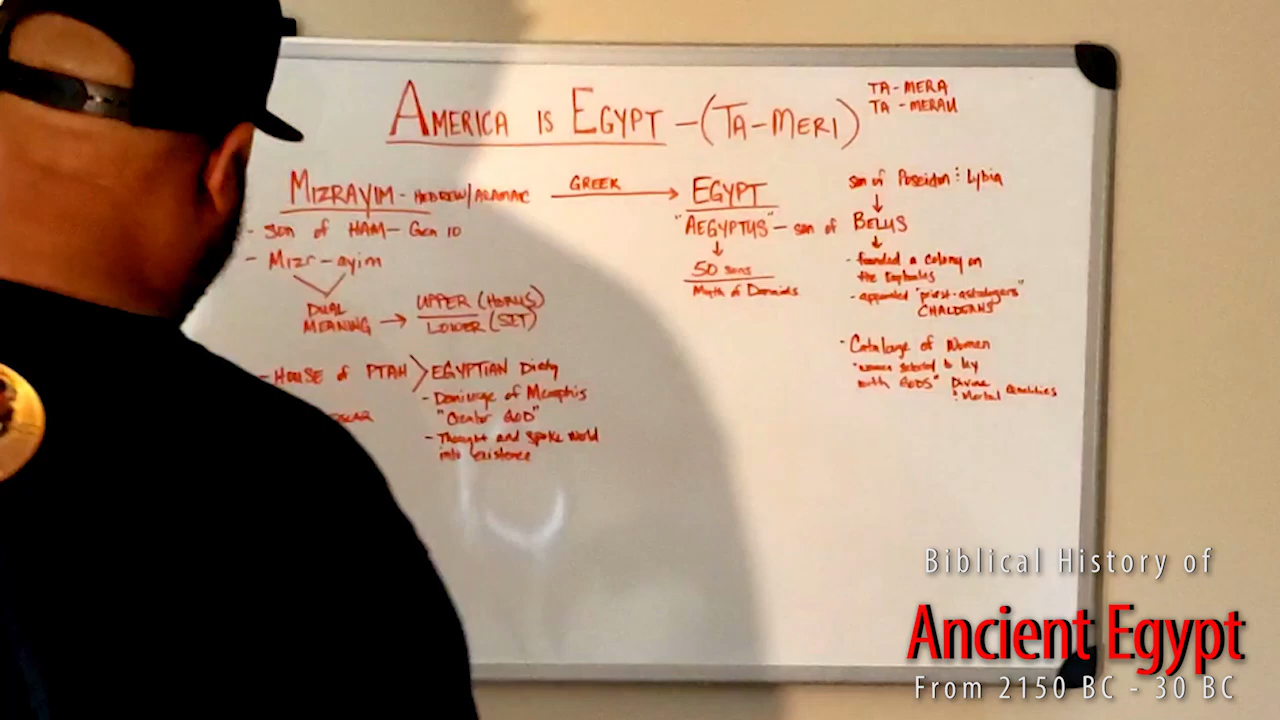 AMERICA IS EGYPT - (TA-MERI)
TA-MERA
TA-MERAU
MIZRAYIM - HEBREW/ARAMAIC
GREEK
EGYPT
- SON OF HAM - Gen 10
- Mizr-ayim
DUAL
MEANING
UPPER (HORUS)
LOWER (SET)
- HOUSE of PTAH
EGYPTIAN Diety
- Demiurge of Memphis
"Creator GOD"
- Thought and spoke world
into existence
"AEGYPTUS" - son of BELUS
50 sons
Myth of Danaids
son of Poseidon : Lybia
- founded a colony on
the
- appointed "priest-astrologers"
CHALDEANS
- Catalogue of Women
"women selected to lay
with GODS" Divine
: Mortal Qualities
Biblical History of
Ancient Egypt
From 2150 BC - 30 BC